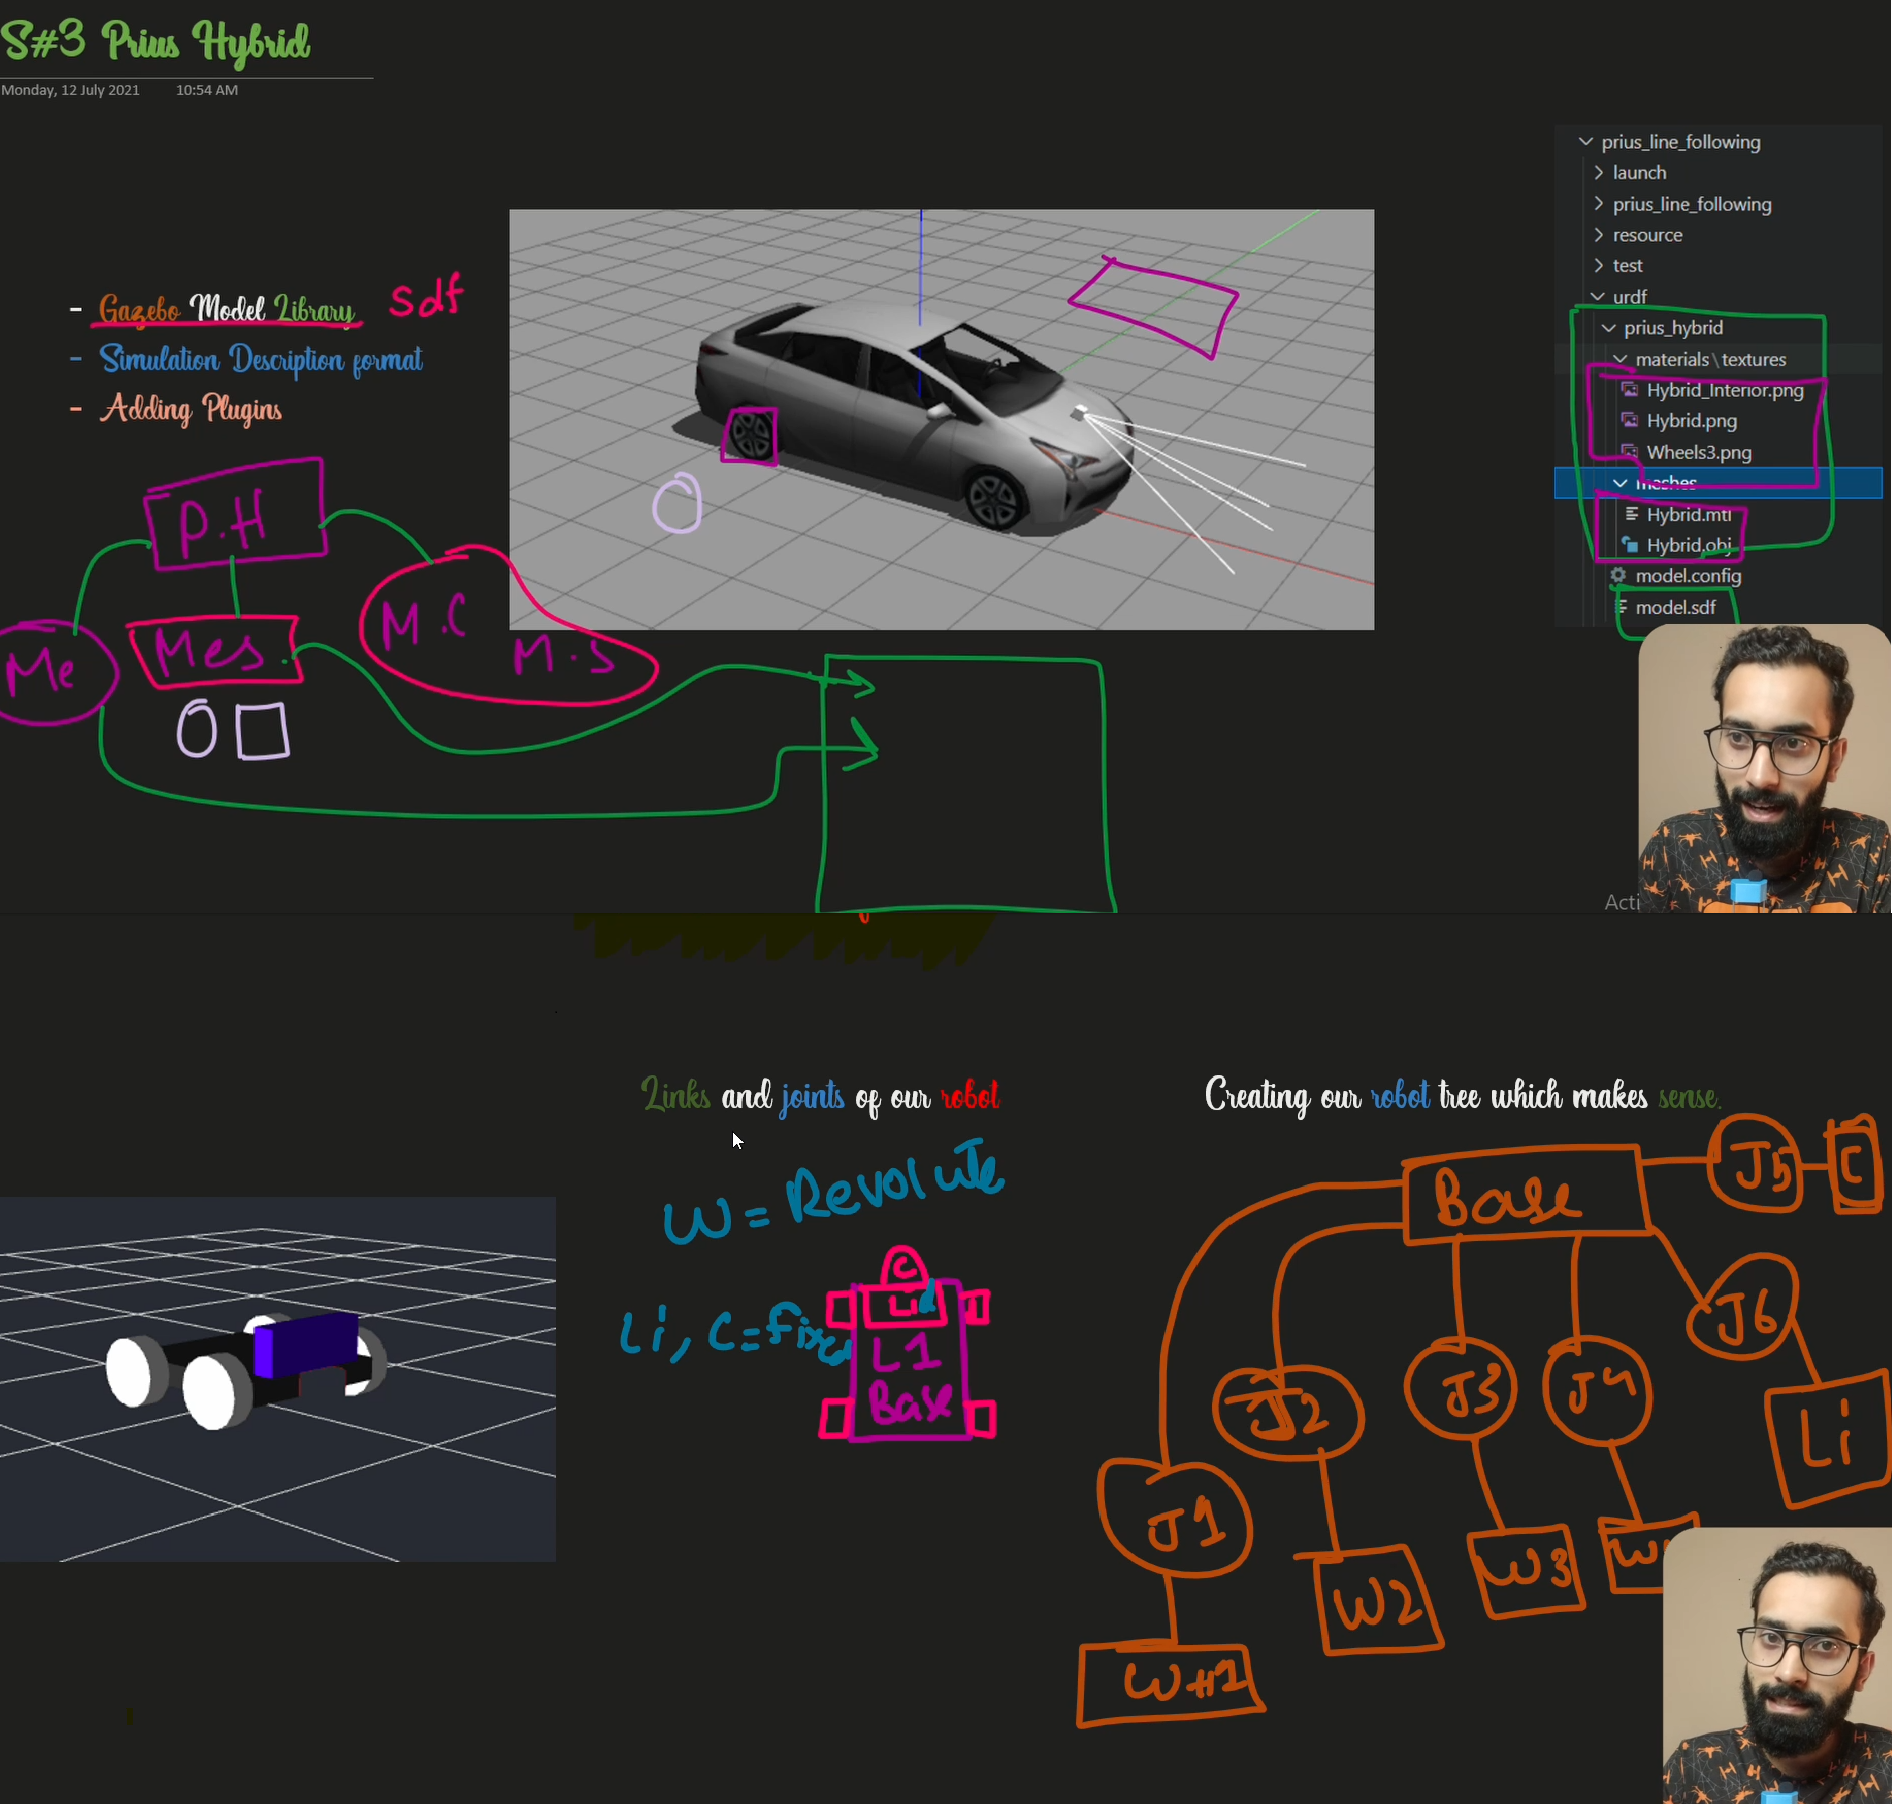 S#3 Prius Hybrid
Monday, 12 July 2021 10:54 AM
- Gazebo Model Library sdf
- Simulation Description format
- Adding Plugins
P.H
Me
Mes.
M.C
M.S
prius_line_following
launch
prius_line_following
resource
test
urdf
prius_hybrid
materials\textures
Hybrid_Interior.png
Hybrid.png
Wheels3.png
meshes
Hybrid.mtl
Hybrid.obj
model.config
model.sdf
Acti
Links and joints of our robot
W = Revolute
Li, C = fixed
C
Li
L1
Base
Creating our robot tree which makes sense.
Base
J5
C
J6
Li
J1
J2
J3
J4
W#1
W2
W3
W